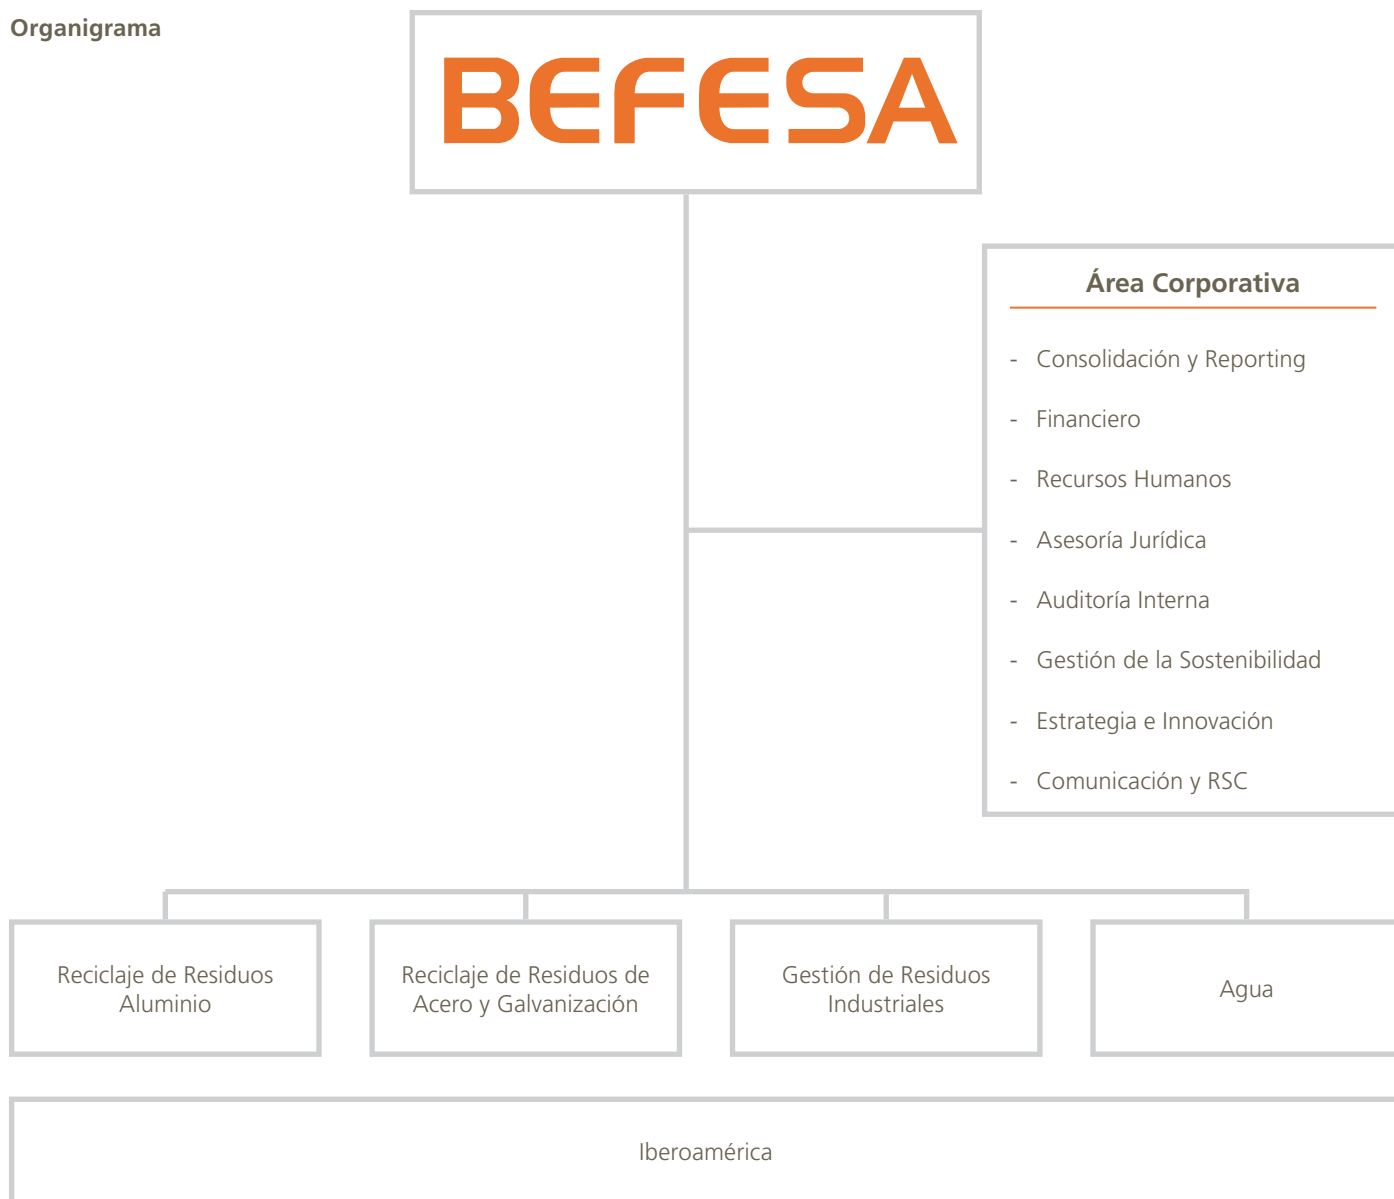 Organigrama
BEFESA
Área Corporativa
- Consolidación y Reporting
- Financiero
- Recursos Humanos
- Asesoría Jurídica
- Auditoría Interna
- Gestión de la Sostenibilidad
- Estrategia e Innovación
- Comunicación y RSC
Reciclaje de Residuos
Aluminio
Reciclaje de Residuos de
Acero y Galvanización
Gestión de Residuos
Industriales
Agua
Iberoamérica